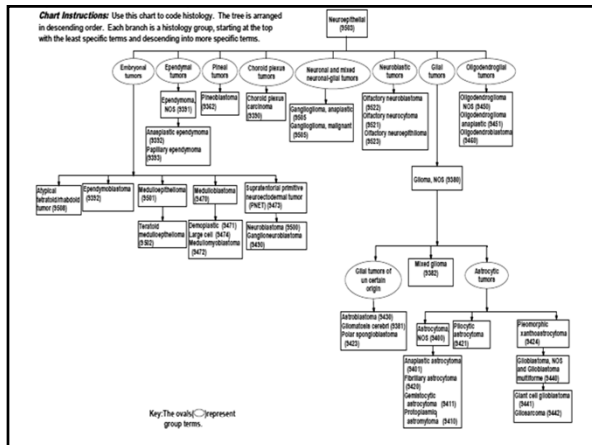 Chart Instructions: Use this chart to code histology. The tree is arranged
in descending order. Each branch is a histology group, starting at the top
with the least specific terms and descending into more specific terms.
Neuroepithelial
(9503)
Embryonal
tumors
Ependymal
tumors
Pineal
tumors
Choroid plexus
tumors
Neuronal and mixed
neuronal-glial tumors
Neuroblastic
tumors
Glial
tumors
Oligodendroglial
tumors
Ependymoma,
NOS (9391)
Pineoblastoma
(9362)
Choroid plexus
carcinoma
(9390)
Ganglioglioma, anaplastic
9505
Ganglioglioma, malignant
(9505)
Olfactory neuroblastoma
(9522
Olfactory neurocytoma
(9521)
Olfactory neuroepithlioma
(9523)
Oligodendroglioma
NOS (9450)
Oligodendroglioma
anaplastic (9451)
Oligodendroblastoma
(9460)
Anaplastic ependymoma
(9392)
Papillary ependymoma
(9393)
Glioma, NOS (9380)
Atypical
tetratoid/rhabdoid
tumor (9508)
Ependymoblastoma
(9392)
Medulloepithelioma
(9501)
Medulloblastoma
(9470)
Supratentorial primitive
neuroectodermal tumor
(PNET) (9473)
Teratoid
medulloepithelioma
(9502)
Demoplastic (9471)
Large cell (9474)
Medullomyoblastoma
(9472)
Neuroblastoma (9500)
Ganglioneuroblastoma
(9490)
Glial tumors of
un certain
origin
Mixed glioma
(9382)
Astrocytic
tumors
Astroblastoma (9430)
Gliomatosis cerebri (9381)
Polar spongioblastoma
(9423)
Astrocytoma,
NOS (9400)
Pilocytic
astrocytoma
(9421)
Pleomorphic
xanthoastrocytoma
(9424)
Anaplastic astrocytoma
(9401)
Fibrillary astrocytoma
(9420)
Gemistocytic
astrocytoma (9411)
Protoplasmiq
astromytoma (9410)
Glioblastoma, NOS
and Glioblastoma
multiforme (9440)
Giant cell glioblastoma
(9441)
Gliosarcoma (9442)
Key:The ovals( )represent
group terms.